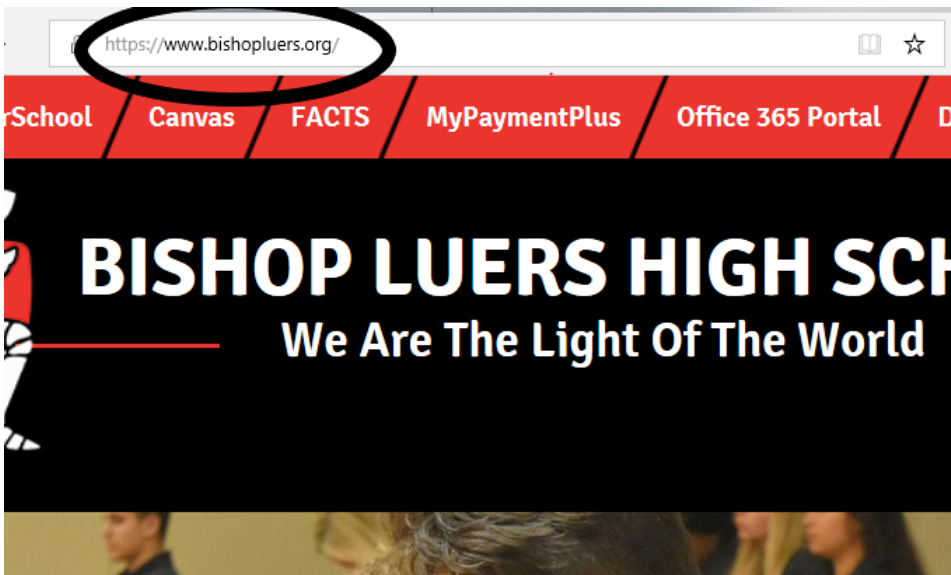 https://www.bishopluers.org/
rSchool Canvas FACTS MyPaymentPlus Office 365 Portal D
BISHOP LUERS HIGH SCH
We Are The Light Of The World